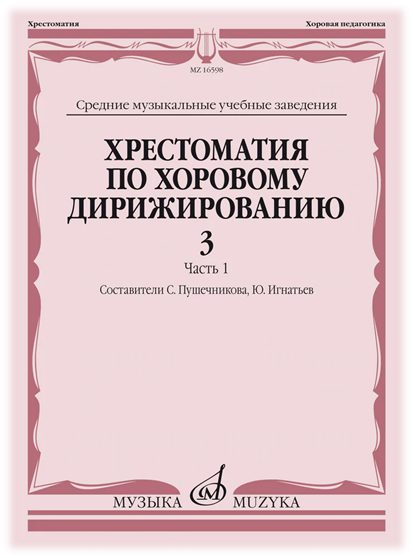 Хрестоматия Хоровая педагогика
MZ 16598
Средние музыкальные учебные заведения
ХРЕСТОМАТИЯ
ПО ХОРОВОМУ
ДИРИЖИРОВАНИЮ
3
Часть 1
Составители С. Пушечникова, Ю. Игнатьев
МУЗЫКА MUZYKA